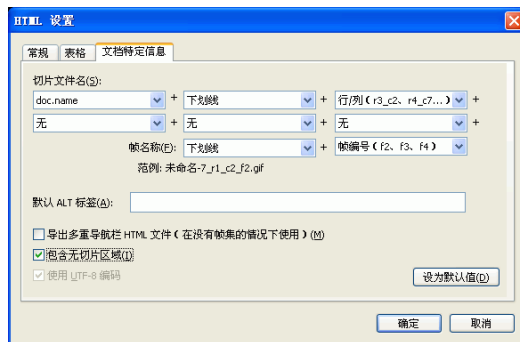 HTML 设置
常规 表格 文档特定信息
切片文件名(S):
doc.name + 下划线 + 行/列 ( r3_c2、r4_c7...) +
无 + 无 + 无 +
帧名称(F): 下划线 + 帧编号 ( f2、f3、f4 )
范例: 未命名-7_r1_c2_f2.gif
默认 ALT 标签(A):
导出多重导航栏 HTML 文件 ( 在没有帧集的情况下使用 ) (M)
包含无切片区域(I)
使用 UTF-8 编码
设为默认值(D)
确定 取消